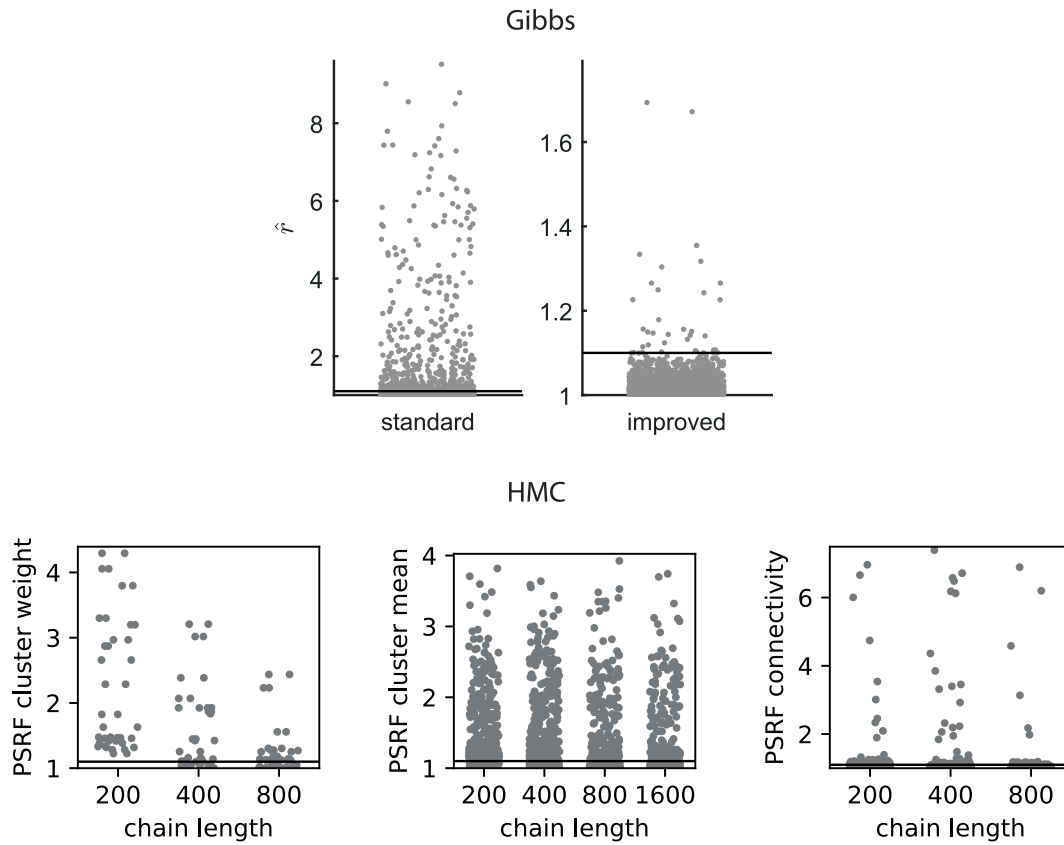 Gibbs
r̂
8
6
4
2
standard
1.6
1.4
1.2
1
improved
HMC
PSRF cluster weight
4
3
2
1
200 400 800
chain length
PSRF cluster mean
4
3
2
1
200 400 800 1600
chain length
PSRF connectivity
6
4
2
200 400 800
chain length